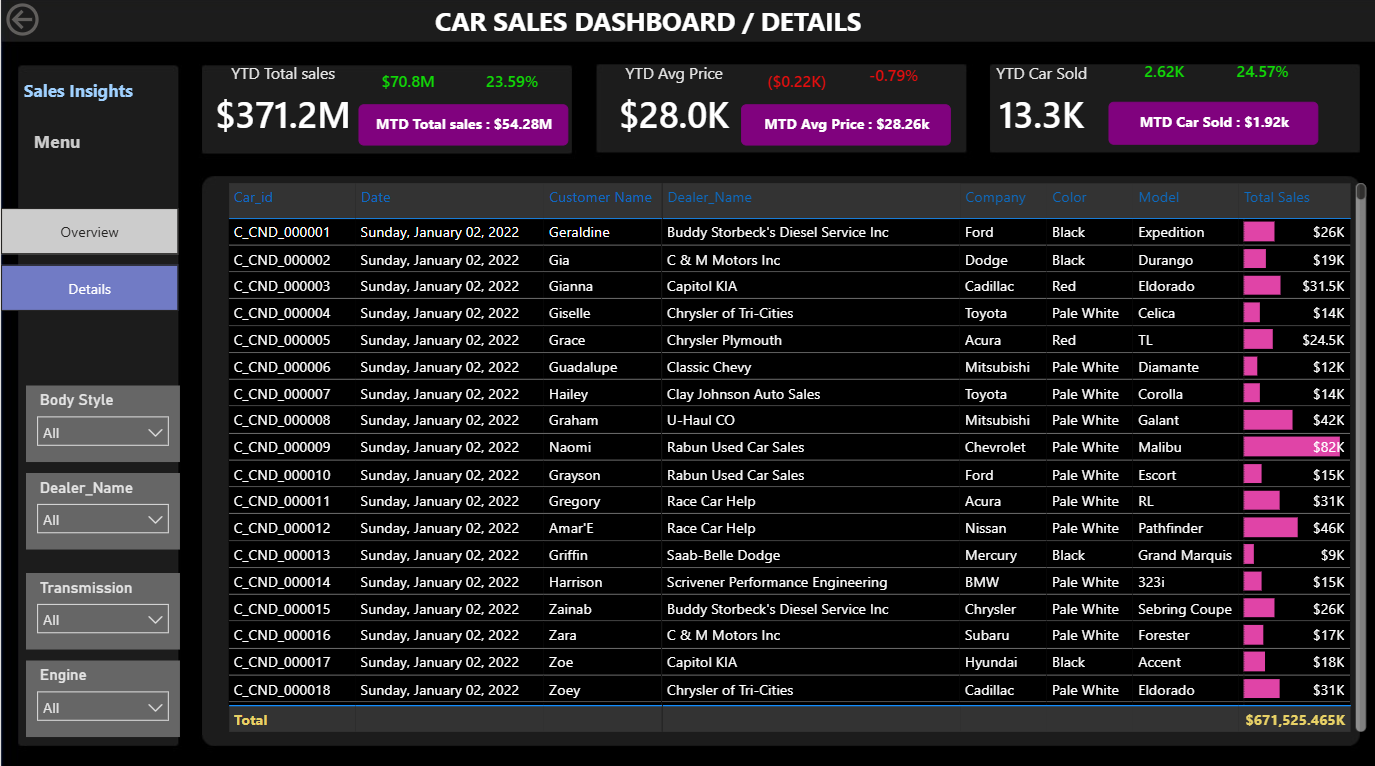 CAR SALES DASHBOARD / DETAILS
Sales Insights
Menu
Overview
Details
Body Style
All
Dealer_Name
All
Transmission
All
Engine
All
YTD Total sales
$70.8M 23.59%
$371.2M
MTD Total sales : $54.28M
YTD Avg Price
($0.22K) -0.79%
$28.0K
MTD Avg Price : $28.26k
YTD Car Sold
2.62K 24.57%
13.3K
MTD Car Sold : $1.92k
Car_id Date Customer Name Dealer_Name Company Color Model Total Sales
C_CND_000001 Sunday, January 02, 2022 Geraldine Buddy Storbeck's Diesel Service Inc Ford Black Expedition $26K
C_CND_000002 Sunday, January 02, 2022 Gia C & M Motors Inc Dodge Black Durango $19K
C_CND_000003 Sunday, January 02, 2022 Gianna Capitol KIA Cadillac Red Eldorado $31.5K
C_CND_000004 Sunday, January 02, 2022 Giselle Chrysler of Tri-Cities Toyota Pale White Celica $14K
C_CND_000005 Sunday, January 02, 2022 Grace Chrysler Plymouth Acura Red TL $24.5K
C_CND_000006 Sunday, January 02, 2022 Guadalupe Classic Chevy Mitsubishi Pale White Diamante $12K
C_CND_000007 Sunday, January 02, 2022 Hailey Clay Johnson Auto Sales Toyota Pale White Corolla $14K
C_CND_000008 Sunday, January 02, 2022 Graham U-Haul CO Mitsubishi Pale White Galant $42K
C_CND_000009 Sunday, January 02, 2022 Naomi Rabun Used Car Sales Chevrolet Pale White Malibu $82K
C_CND_000010 Sunday, January 02, 2022 Grayson Rabun Used Car Sales Ford Pale White Escort $15K
C_CND_000011 Sunday, January 02, 2022 Gregory Race Car Help Acura Pale White RL $31K
C_CND_000012 Sunday, January 02, 2022 Amar'E Race Car Help Nissan Pale White Pathfinder $46K
C_CND_000013 Sunday, January 02, 2022 Griffin Saab-Belle Dodge Mercury Black Grand Marquis $9K
C_CND_000014 Sunday, January 02, 2022 Harrison Scrivener Performance Engineering BMW Pale White 323i $15K
C_CND_000015 Sunday, January 02, 2022 Zainab Buddy Storbeck's Diesel Service Inc Chrysler Pale White Sebring Coupe $26K
C_CND_000016 Sunday, January 02, 2022 Zara C & M Motors Inc Subaru Pale White Forester $17K
C_CND_000017 Sunday, January 02, 2022 Zoe Capitol KIA Hyundai Black Accent $18K
C_CND_000018 Sunday, January 02, 2022 Zoey Chrysler of Tri-Cities Cadillac Pale White Eldorado $31K
Total $671,525.465K